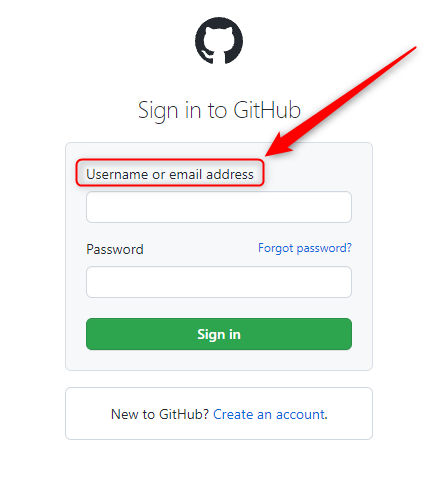 Sign in to GitHub
Username or email address
Password Forgot password?
Sign in
New to GitHub? Create an account.